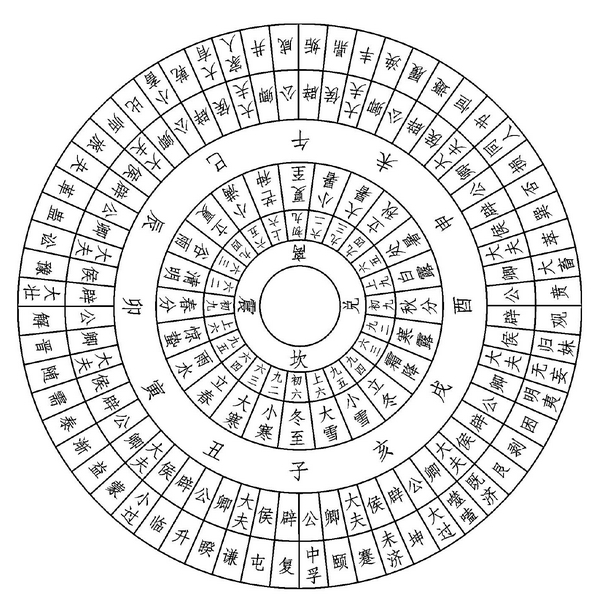 中孚 复 屯 谦 睽 升 临 小过 蒙 益 渐 泰 需 随 晋 解 大壮 豫 讼 蛊 革 夬 旅 师 比 小畜 乾 大有 家人 井 咸 姤 鼎 丰 涣 履 遯 恒 节 同人 损 否 巽 萃 大畜 贲 观 归妹 无妄 明夷 困 剥 艮 既济 噬嗑 大过 坤 未济 蹇 颐
公 辟 侯 大夫 卿 公 辟 侯 大夫 卿 公 辟 侯 大夫 卿 公 辟 侯 大夫 卿 公 辟 侯 大夫 卿 公 辟 侯 大夫 卿 公 辟 侯 大夫 卿 公 辟 侯 大夫 卿 公 辟 侯 大夫 卿 公 辟 侯 大夫 卿 公 辟 侯 大夫 卿 公 辟 侯 大夫 卿
子 丑 寅 卯 辰 巳 午 未 申 酉 戌 亥
冬至 小寒 大寒 立春 雨水 惊蛰 春分 清明 谷雨 立夏 小满 芒种 夏至 小暑 大暑 立秋 处暑 白露 秋分 寒露 霜降 立冬 小雪 大雪
初六 九二 六三 六四 九五 上六 初九 六二 六三 九四 六五 上六 初九 六二 九三 九四 六五 上九 初九 九二 六三 九四 九五 上六
坎 震 离 兑